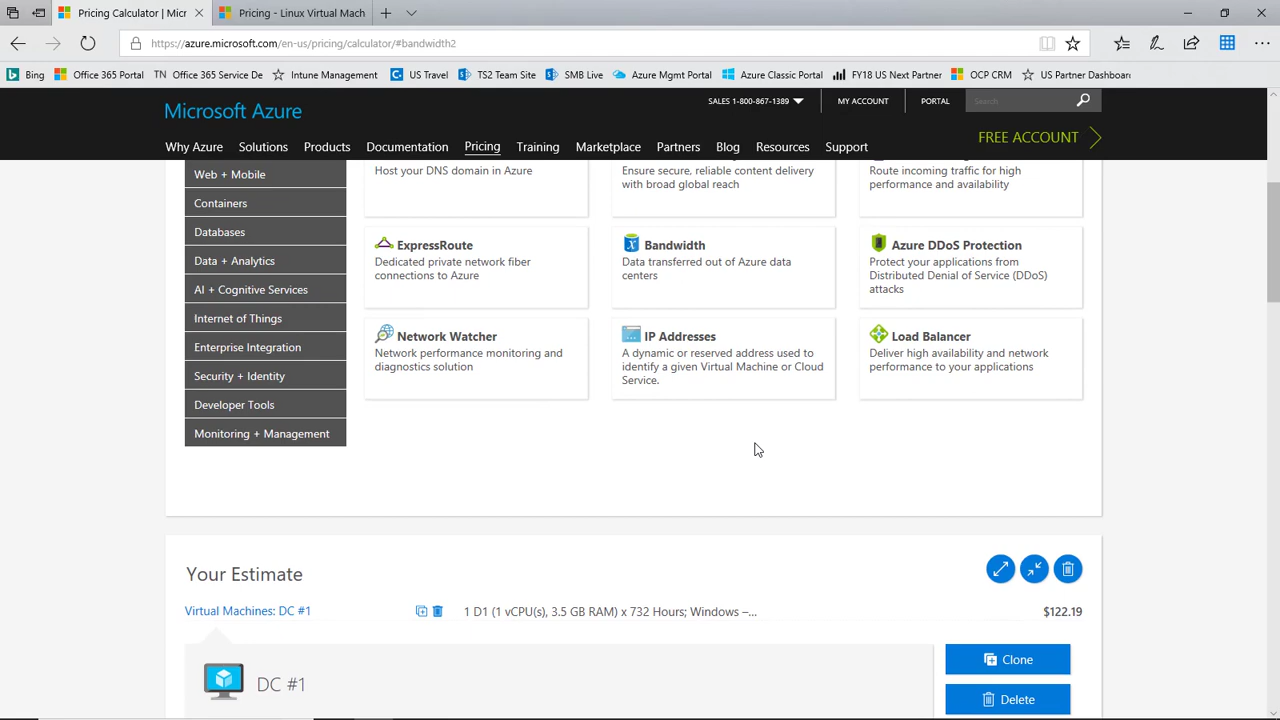 Pricing Calculator | Micr
Pricing - Linux Virtual Mach
https://azure.microsoft.com/en-us/pricing/calculator/#bandwidth2
Bing
Office 365 Portal
TN Office 365 Service De
Intune Management
US Travel
TS2 Team Site
SMB Live
Azure Mgmt Portal
Azure Classic Portal
FY18 US Next Partner
OCP CRM
US Partner Dashboar
Microsoft Azure
SALES 1-800-867-1389
MY ACCOUNT
PORTAL
Search
FREE ACCOUNT
Why Azure
Solutions
Products
Documentation
Pricing
Training
Marketplace
Partners
Blog
Resources
Support
Web + Mobile
Containers
Databases
Data + Analytics
AI + Cognitive Services
Internet of Things
Enterprise Integration
Security + Identity
Developer Tools
Monitoring + Management
Host your DNS domain in Azure
Ensure secure, reliable content delivery
with broad global reach
Route incoming traffic for high
performance and availability
ExpressRoute
Dedicated private network fiber
connections to Azure
Bandwidth
Data transferred out of Azure data
centers
Azure DDoS Protection
Protect your applications from
Distributed Denial of Service (DDoS)
attacks
Network Watcher
Network performance monitoring and
diagnostics solution
IP Addresses
A dynamic or reserved address used to
identify a given Virtual Machine or Cloud
Service.
Load Balancer
Deliver high availability and network
performance to your applications
Your Estimate
Virtual Machines: DC #1
1 D1 (1 vCPU(s), 3.5 GB RAM) x 732 Hours; Windows –...
$122.19
DC #1
Clone
Delete